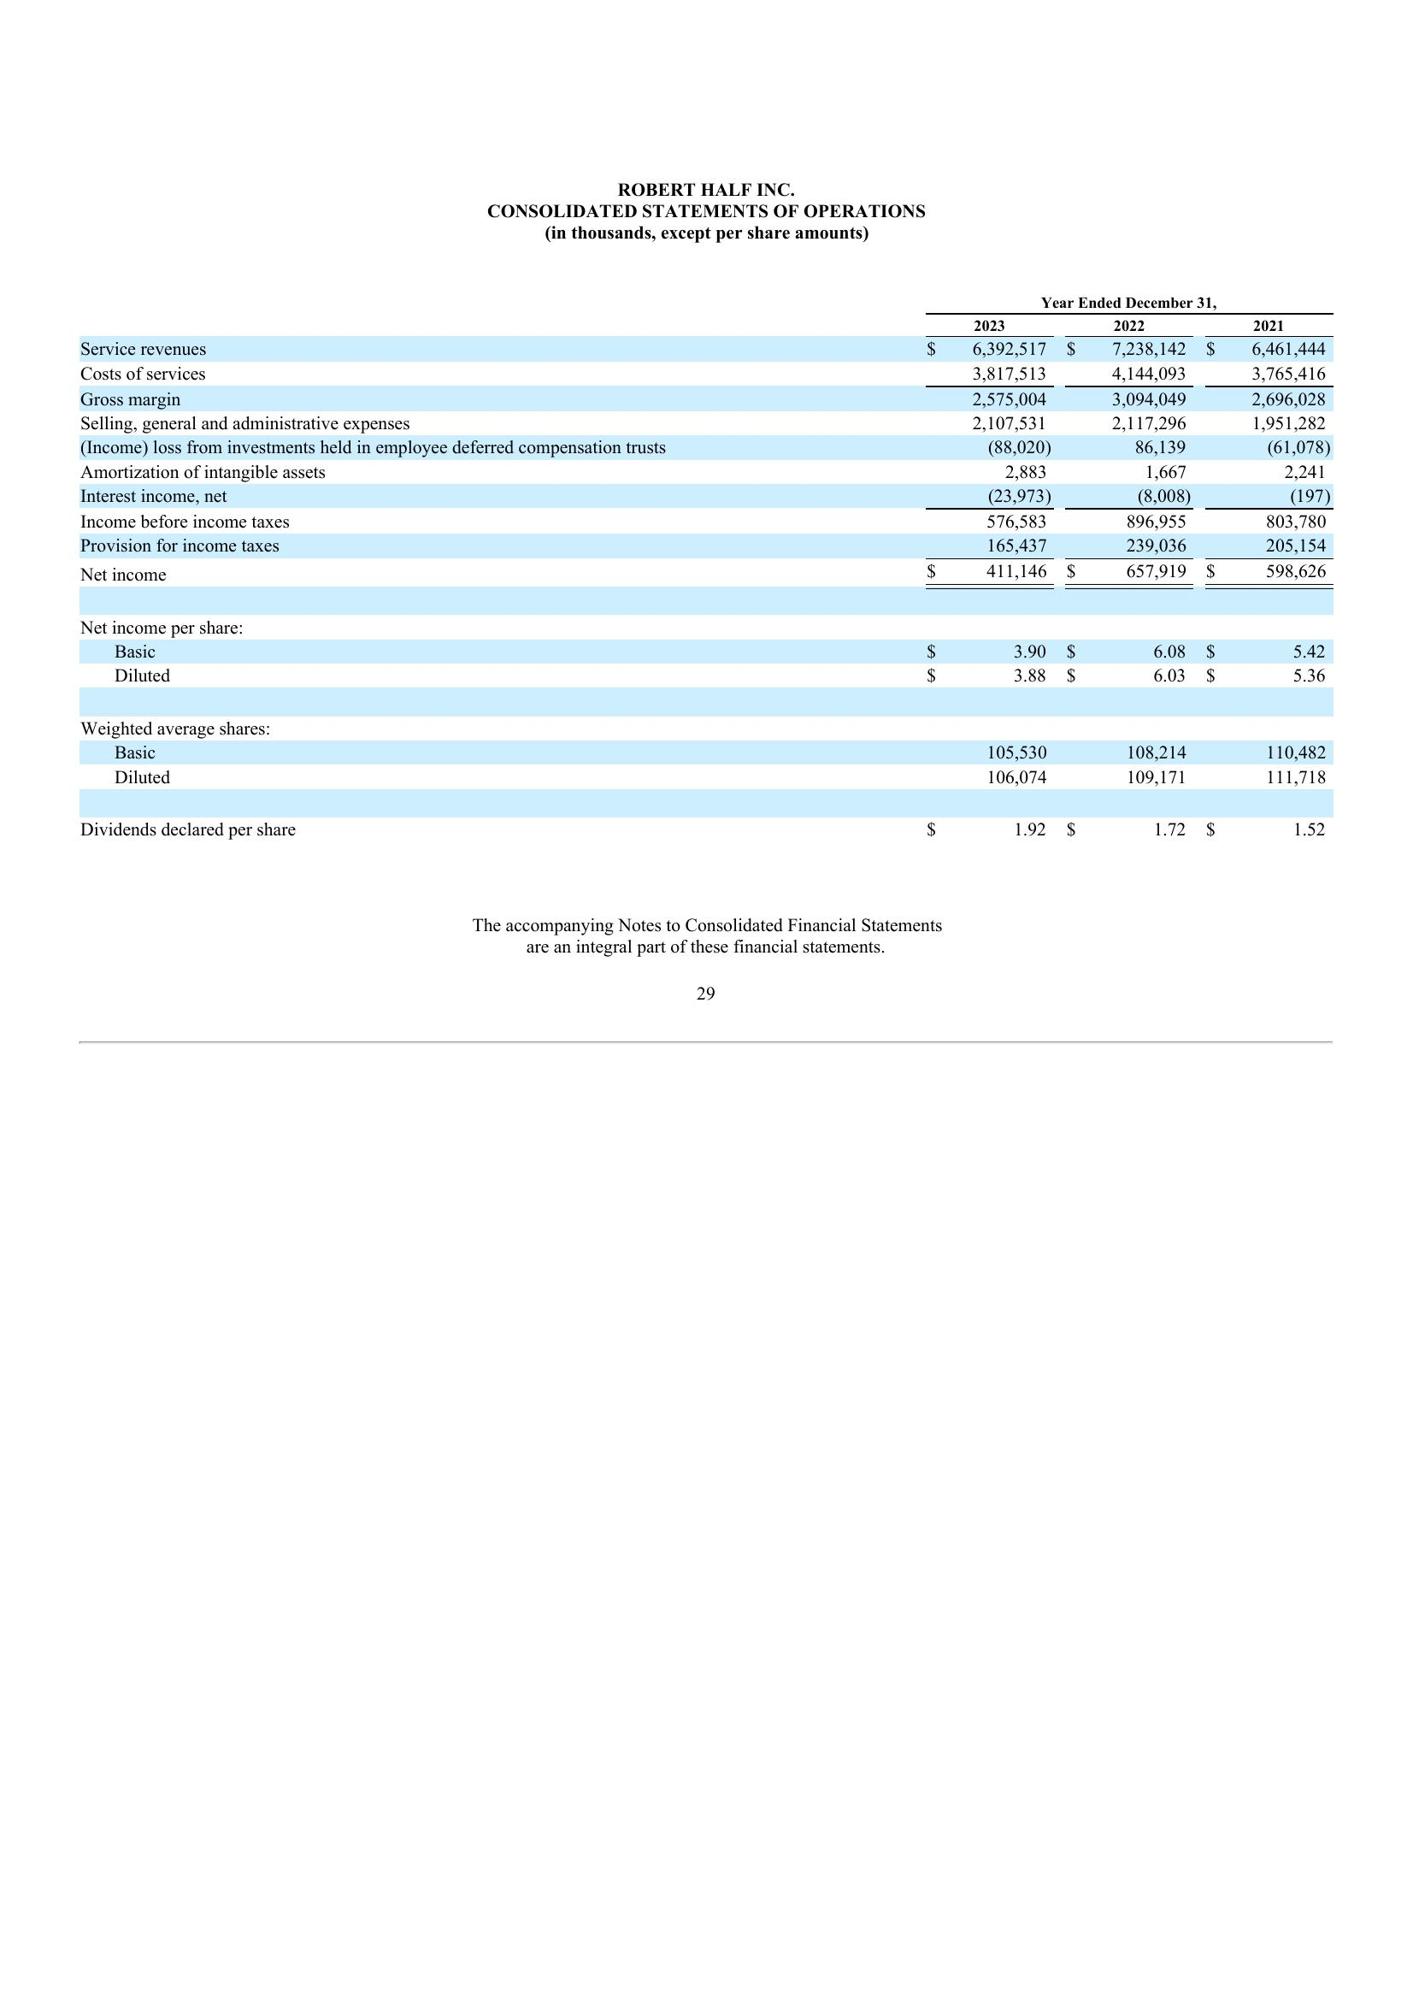 ROBERT HALF INC.
CONSOLIDATED STATEMENTS OF OPERATIONS
(in thousands, except per share amounts)
Year Ended December 31,
2023 2022 2021
Service revenues $ 6,392,517 $ 7,238,142 $ 6,461,444
Costs of services 3,817,513 4,144,093 3,765,416
Gross margin 2,575,004 3,094,049 2,696,028
Selling, general and administrative expenses 2,107,531 2,117,296 1,951,282
(Income) loss from investments held in employee deferred compensation trusts (88,020) 86,139 (61,078)
Amortization of intangible assets 2,883 1,667 2,241
Interest income, net (23,973) (8,008) (197)
Income before income taxes 576,583 896,955 803,780
Provision for income taxes 165,437 239,036 205,154
Net income $ 411,146 $ 657,919 $ 598,626
Net income per share:
Basic $ 3.90 $ 6.08 $ 5.42
Diluted $ 3.88 $ 6.03 $ 5.36
Weighted average shares:
Basic 105,530 108,214 110,482
Diluted 106,074 109,171 111,718
Dividends declared per share $ 1.92 $ 1.72 $ 1.52
The accompanying Notes to Consolidated Financial Statements
are an integral part of these financial statements.
29